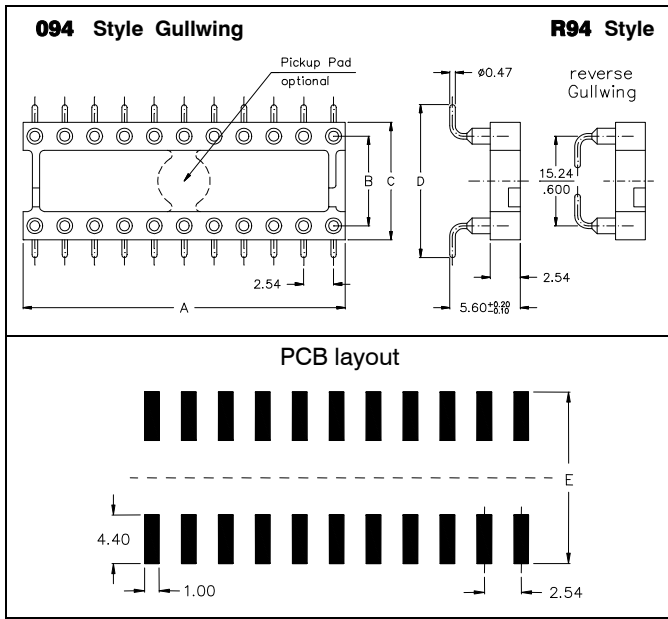 094 Style Gullwing
R94 Style
Pickup Pad
optional
ø0.47
reverse
Gullwing
B
C
D
15.24
.600
2.54
2.54
A
5.60+0.20
−0.10
PCB layout
E
4.40
1.00
2.54